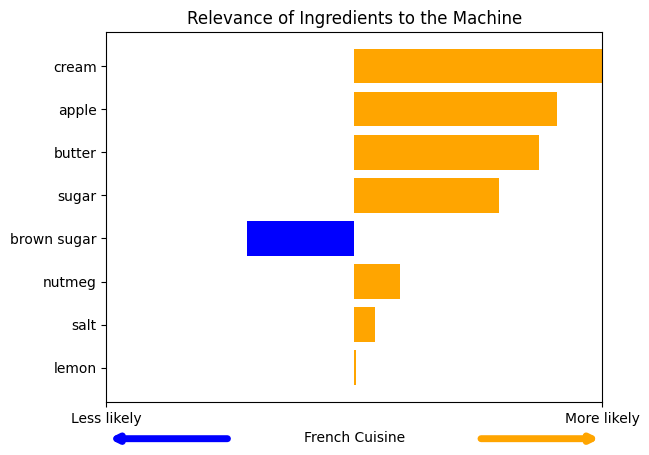 Relevance of Ingredients to the Machine
cream
apple
butter
sugar
brown sugar
nutmeg
salt
lemon
Less likely
More likely
French Cuisine